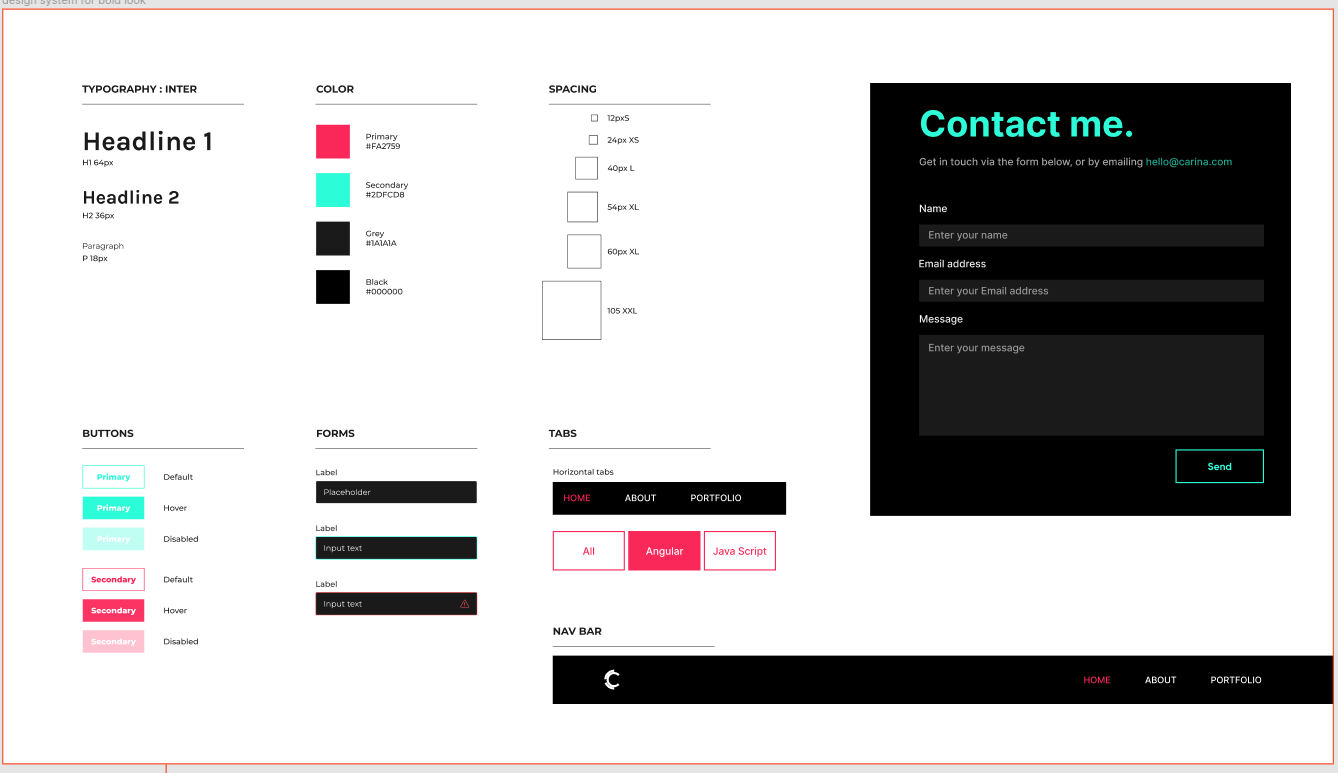 design system for bold look
TYPOGRAPHY : INTER
Headline 1
H1 64px
Headline 2
H2 36px
Paragraph
P 18px
COLOR
Primary
#FA2759
Secondary
#2DFCD8
Grey
#1A1A1A
Black
#000000
SPACING
12pxS
24px XS
40px L
54px XL
60px XL
105 XXL
Contact me.
Get in touch via the form below, or by emailing hello@carina.com
Name
Enter your name
Email address
Enter your Email address
Message
Enter your message
Send
BUTTONS
Primary Default
Primary Hover
Primary Disabled
Secondary Default
Secondary Hover
Secondary Disabled
FORMS
Label
Placeholder
Label
Input text
Label
Input text
TABS
Horizontal tabs
HOME ABOUT PORTFOLIO
All Angular Java Script
NAV BAR
C HOME ABOUT PORTFOLIO